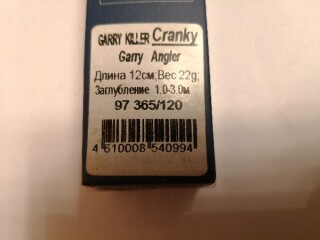 GARRY KILLER Cranky
Garry Angler
Длина 12см;Вес 22g;
Заглубление 1.0-3.0м
97 365/120
4 610008 540994